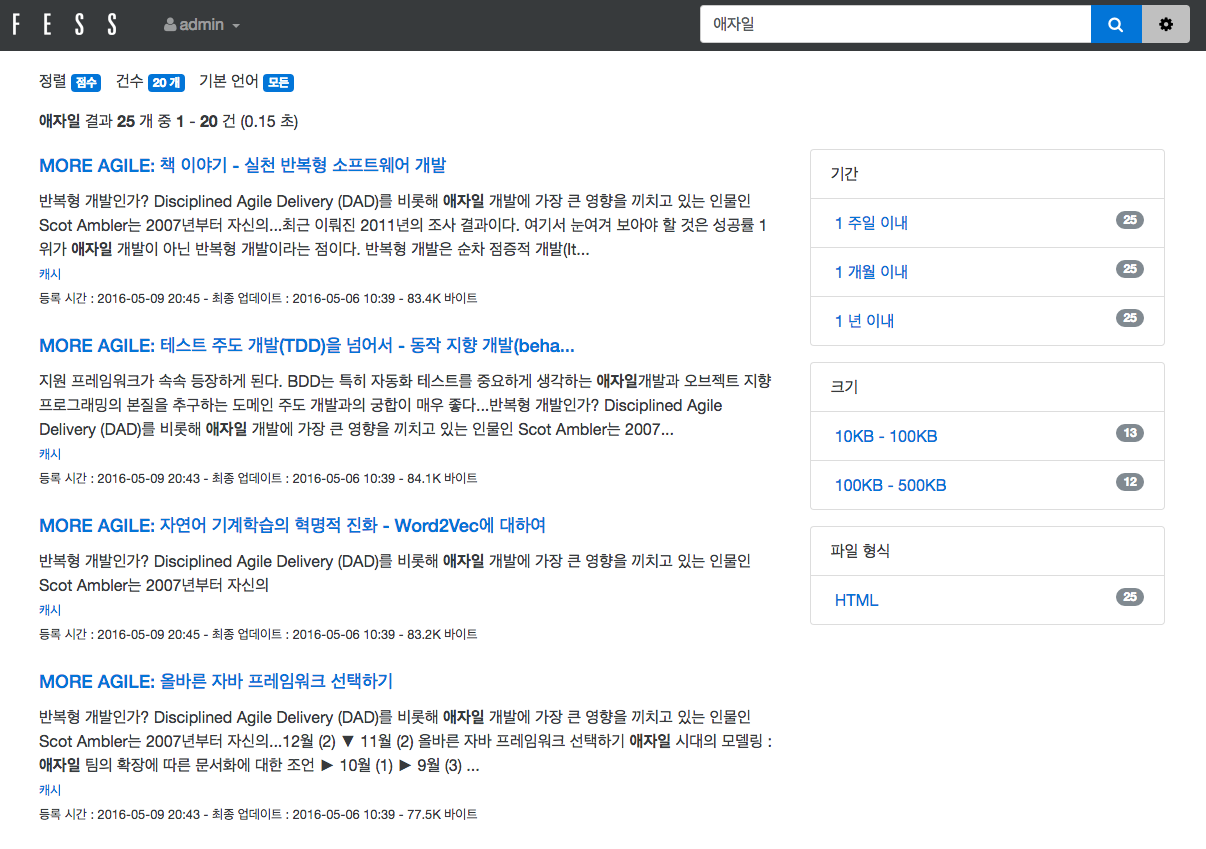 FESS admin 애자일
정렬 점수 건수 20 개 기본 언어 모든
애자일 결과 25 개 중 1 - 20 건 (0.15 초)
MORE AGILE: 책 이야기 - 실천 반복형 소프트웨어 개발
반복형 개발인가? Disciplined Agile Delivery (DAD)를 비롯해 애자일 개발에 가장 큰 영향을 끼치고 있는 인물인
Scot Ambler는 2007년부터 자신의...최근 이뤄진 2011년의 조사 결과이다. 여기서 눈여겨 보아야 할 것은 성공률 1
위가 애자일 개발이 아닌 반복형 개발이라는 점이다. 반복형 개발은 순차 점증적 개발(It...
캐시
등록 시간 : 2016-05-09 20:45 - 최종 업데이트 : 2016-05-06 10:39 - 83.4K 바이트
MORE AGILE: 테스트 주도 개발(TDD)을 넘어서 - 동작 지향 개발(beha...
지원 프레임워크가 속속 등장하게 된다. BDD는 특히 자동화 테스트를 중요하게 생각하는 애자일개발과 오브젝트 지향
프로그래밍의 본질을 추구하는 도메인 주도 개발과의 궁합이 매우 좋다...반복형 개발인가? Disciplined Agile
Delivery (DAD)를 비롯해 애자일 개발에 가장 큰 영향을 끼치고 있는 인물인 Scot Ambler는 2007...
캐시
등록 시간 : 2016-05-09 20:43 - 최종 업데이트 : 2016-05-06 10:39 - 84.1K 바이트
MORE AGILE: 자연어 기계학습의 혁명적 진화 - Word2Vec에 대하여
반복형 개발인가? Disciplined Agile Delivery (DAD)를 비롯해 애자일 개발에 가장 큰 영향을 끼치고 있는 인물인
Scot Ambler는 2007년부터 자신의
캐시
등록 시간 : 2016-05-09 20:45 - 최종 업데이트 : 2016-05-06 10:39 - 83.2K 바이트
MORE AGILE: 올바른 자바 프레임워크 선택하기
반복형 개발인가? Disciplined Agile Delivery (DAD)를 비롯해 애자일 개발에 가장 큰 영향을 끼치고 있는 인물인
Scot Ambler는 2007년부터 자신의...12월 (2) ▼ 11월 (2) 올바른 자바 프레임워크 선택하기 애자일 시대의 모델링 :
애자일 팀의 확장에 따른 문서화에 대한 조언 ► 10월 (1) ► 9월 (3) ...
캐시
등록 시간 : 2016-05-09 20:43 - 최종 업데이트 : 2016-05-06 10:39 - 77.5K 바이트
기간
1 주일 이내 25
1 개월 이내 25
1 년 이내 25
크기
10KB - 100KB 13
100KB - 500KB 12
파일 형식
HTML 25